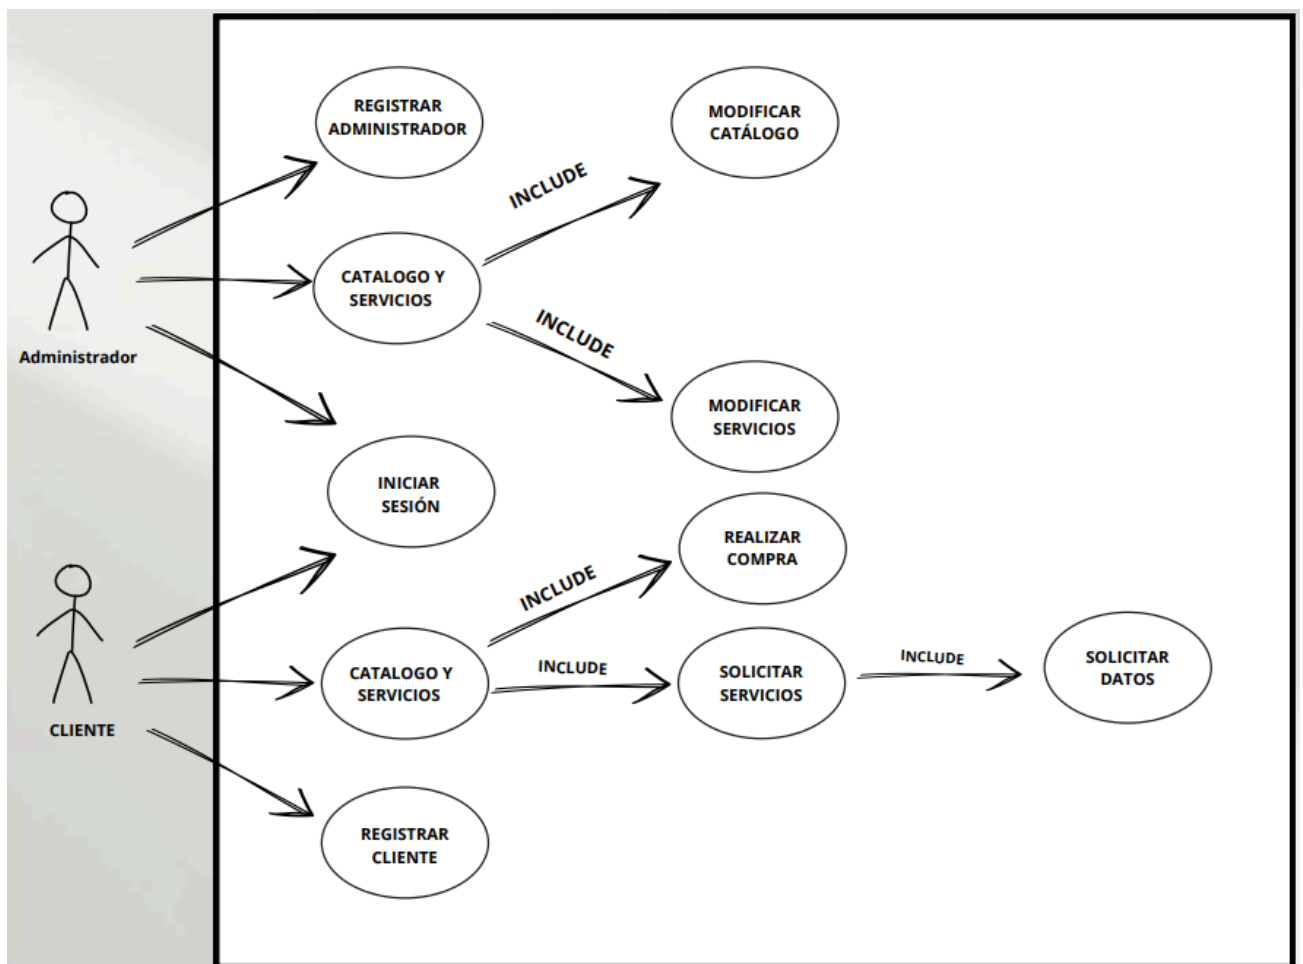 REGISTRAR
ADMINISTRADOR
MODIFICAR
CATÁLOGO
INCLUDE
CATALOGO Y
SERVICIOS
INCLUDE
Administrador
MODIFICAR
SERVICIOS
INICIAR
SESIÓN
REALIZAR
COMPRA
INCLUDE
CATALOGO Y
SERVICIOS
INCLUDE
SOLICITAR
SERVICIOS
INCLUDE
SOLICITAR
DATOS
CLIENTE
REGISTRAR
CLIENTE